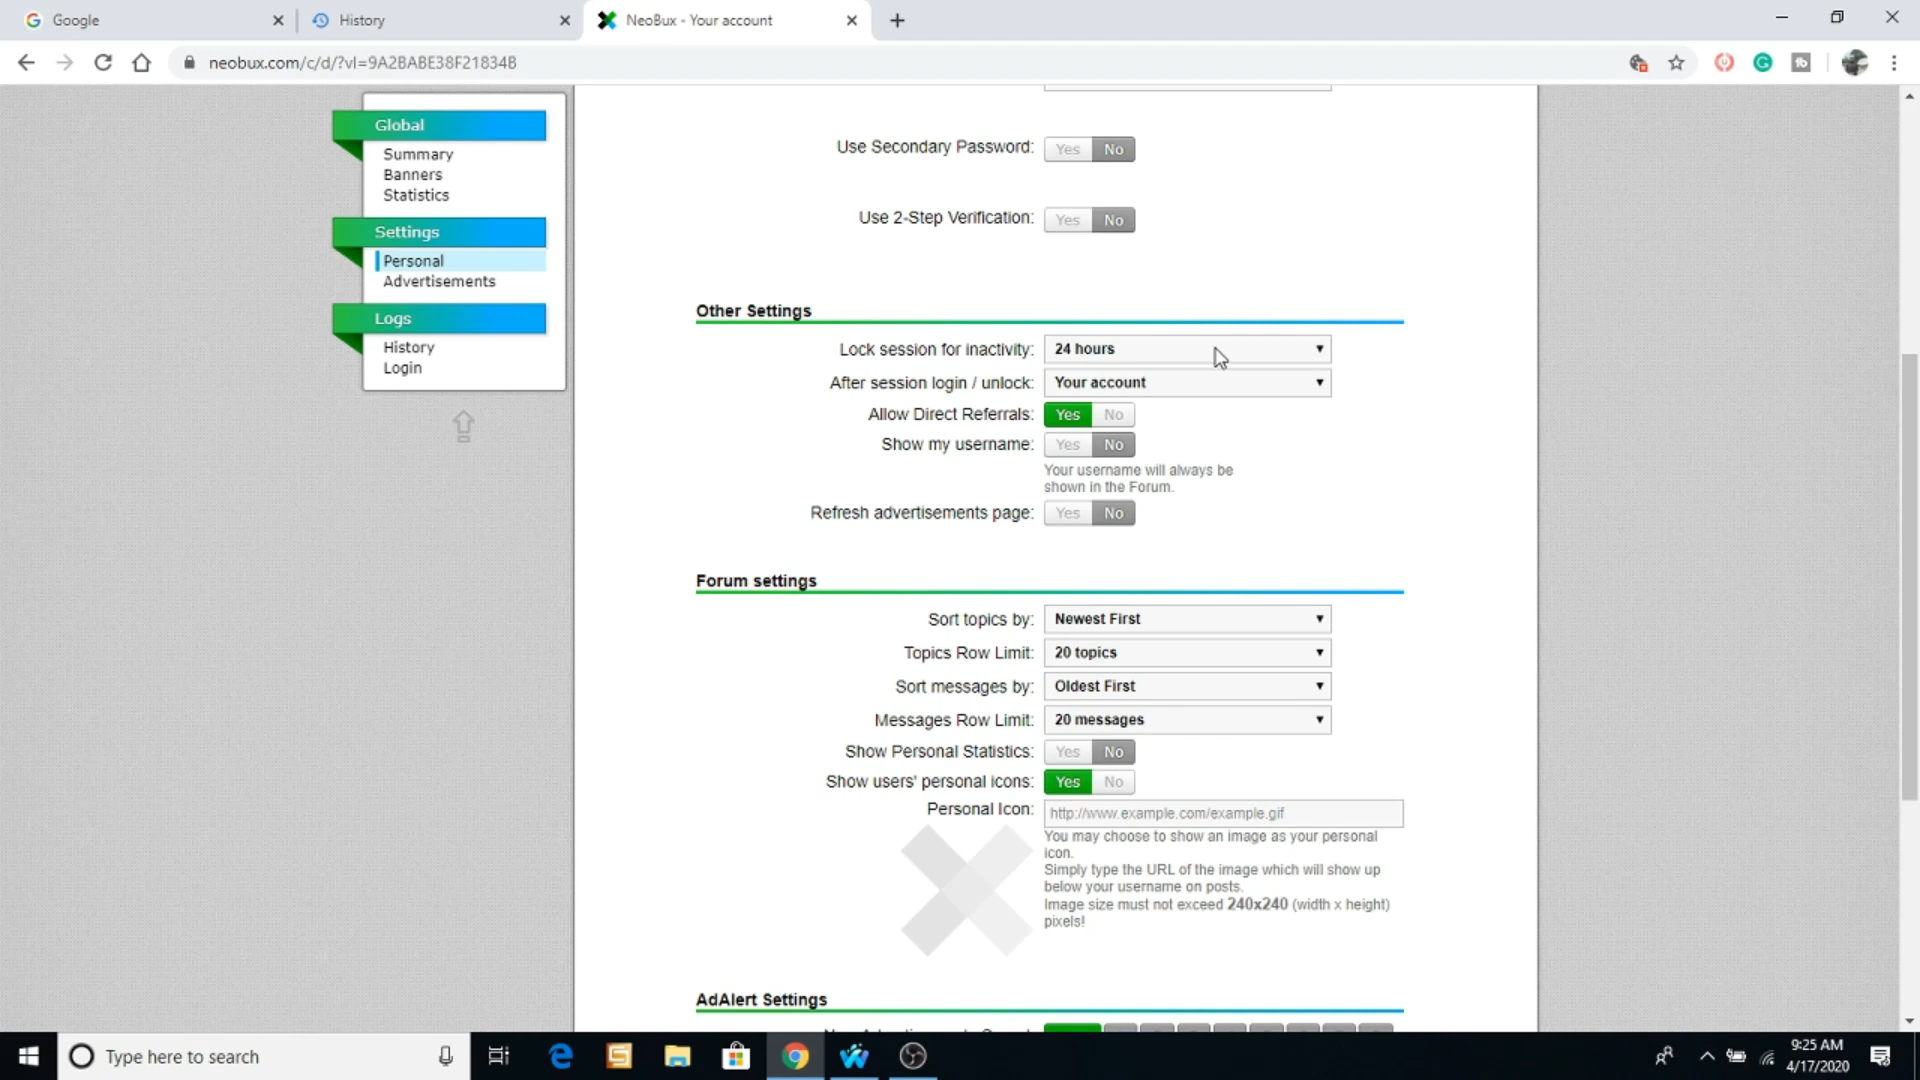 Google
History
NeoBux - Your account
neobux.com/c/d/?vl=9A2BABE38F21834B
Global
Summary
Banners
Statistics
Settings
Personal
Advertisements
Logs
History
Login
Use Secondary Password: Yes No
Use 2-Step Verification: Yes No
Other Settings
Lock session for inactivity: 24 hours
After session login / unlock: Your account
Allow Direct Referrals: Yes No
Show my username: Yes No
Your username will always be
shown in the Forum.
Refresh advertisements page: Yes No
Forum settings
Sort topics by: Newest First
Topics Row Limit: 20 topics
Sort messages by: Oldest First
Messages Row Limit: 20 messages
Show Personal Statistics: Yes No
Show users' personal icons: Yes No
Personal Icon: http://www.example.com/example.gif
You may choose to show an image as your personal
icon.
Simply type the URL of the image which will show up
below your username on posts.
Image size must not exceed 240x240 (width x height)
pixels!
AdAlert Settings
Type here to search
9:25 AM
4/17/2020